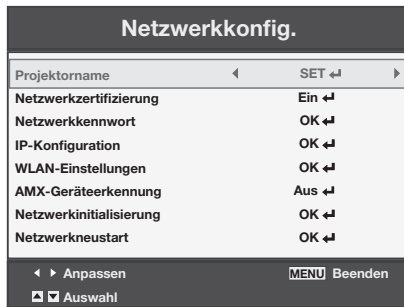 Netzwerkkonfig.
Projektorname SET
Netzwerkzertifizierung Ein
Netzwerkkennwort OK
IP-Konfiguration OK
WLAN-Einstellungen OK
AMX-Geräteerkennung Aus
Netzwerkinitialisierung OK
Netzwerkneustart OK
Anpassen MENU Beenden
Auswahl